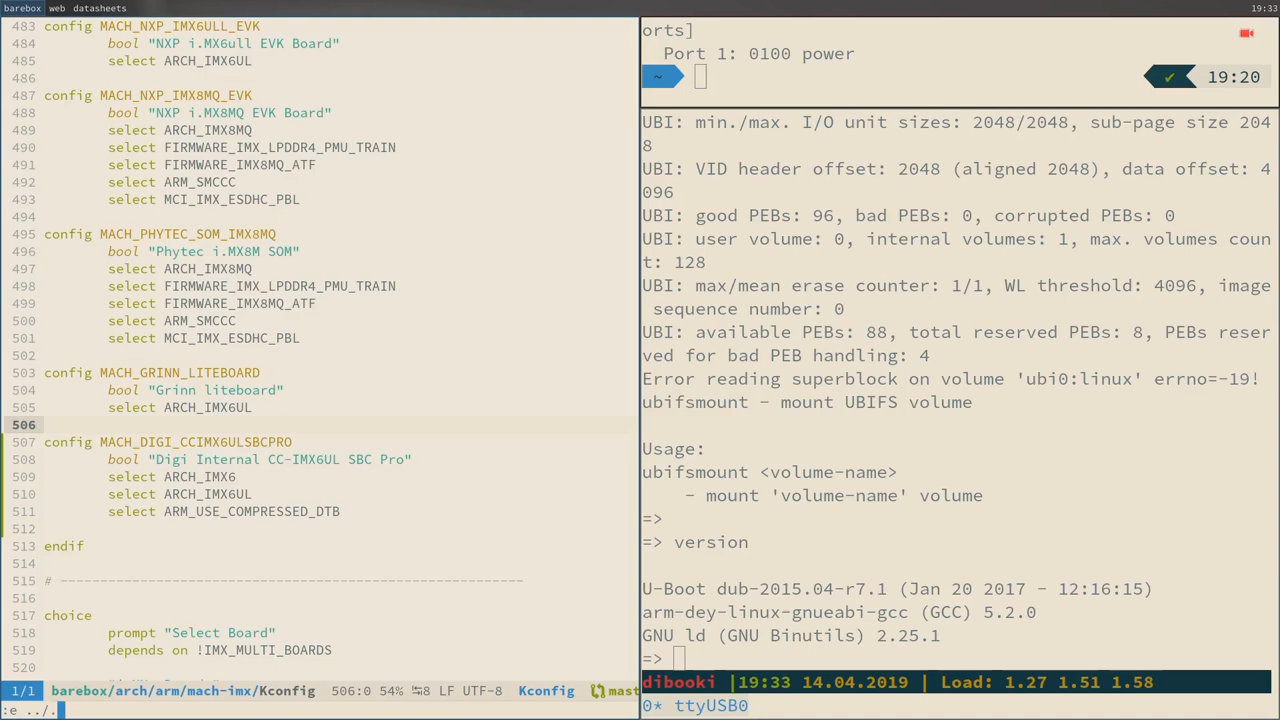 barebox web datasheets 19:33
483 config MACH_NXP_IMX6ULL_EVK
484 bool "NXP i.MX6ull EVK Board"
485 select ARCH_IMX6UL
486
487 config MACH_NXP_IMX8MQ_EVK
488 bool "NXP i.MX8MQ EVK Board"
489 select ARCH_IMX8MQ
490 select FIRMWARE_IMX_LPDDR4_PMU_TRAIN
491 select FIRMWARE_IMX8MQ_ATF
492 select ARM_SMCCC
493 select MCI_IMX_ESDHC_PBL
494
495 config MACH_PHYTEC_SOM_IMX8MQ
496 bool "Phytec i.MX8M SOM"
497 select ARCH_IMX8MQ
498 select FIRMWARE_IMX_LPDDR4_PMU_TRAIN
499 select FIRMWARE_IMX8MQ_ATF
500 select ARM_SMCCC
501 select MCI_IMX_ESDHC_PBL
502
503 config MACH_GRINN_LITEBOARD
504 bool "Grinn liteboard"
505 select ARCH_IMX6UL
506
507 config MACH_DIGI_CCIMX6ULSBCPRO
508 bool "Digi Internal CC-IMX6UL SBC Pro"
509 select ARCH_IMX6
510 select ARCH_IMX6UL
511 select ARM_USE_COMPRESSED_DTB
512
513 endif
514
515 # ----------------------------------------------------------
516
517 choice
518 prompt "Select Board"
519 depends on !IMX_MULTI_BOARDS
520
1/1 barebox/arch/arm/mach-imx/Kconfig 506:0 54% ↹8 LF UTF-8 Kconfig mast
:e ../.
orts]
Port 1: 0100 power
~ ✔ 19:20
UBI: min./max. I/O unit sizes: 2048/2048, sub-page size 204
8
UBI: VID header offset: 2048 (aligned 2048), data offset: 4
096
UBI: good PEBs: 96, bad PEBs: 0, corrupted PEBs: 0
UBI: user volume: 0, internal volumes: 1, max. volumes coun
t: 128
UBI: max/mean erase counter: 1/1, WL threshold: 4096, image
sequence number: 0
UBI: available PEBs: 88, total reserved PEBs: 8, PEBs reser
ved for bad PEB handling: 4
Error reading superblock on volume 'ubi0:linux' errno=-19!
ubifsmount - mount UBIFS volume

Usage:
ubifsmount <volume-name>
- mount 'volume-name' volume
=>
=> version

U-Boot dub-2015.04-r7.1 (Jan 20 2017 - 12:16:15)
arm-dey-linux-gnueabi-gcc (GCC) 5.2.0
GNU ld (GNU Binutils) 2.25.1
=>
dibooki |19:33 14.04.2019 | Load: 1.27 1.51 1.58
0* ttyUSB0